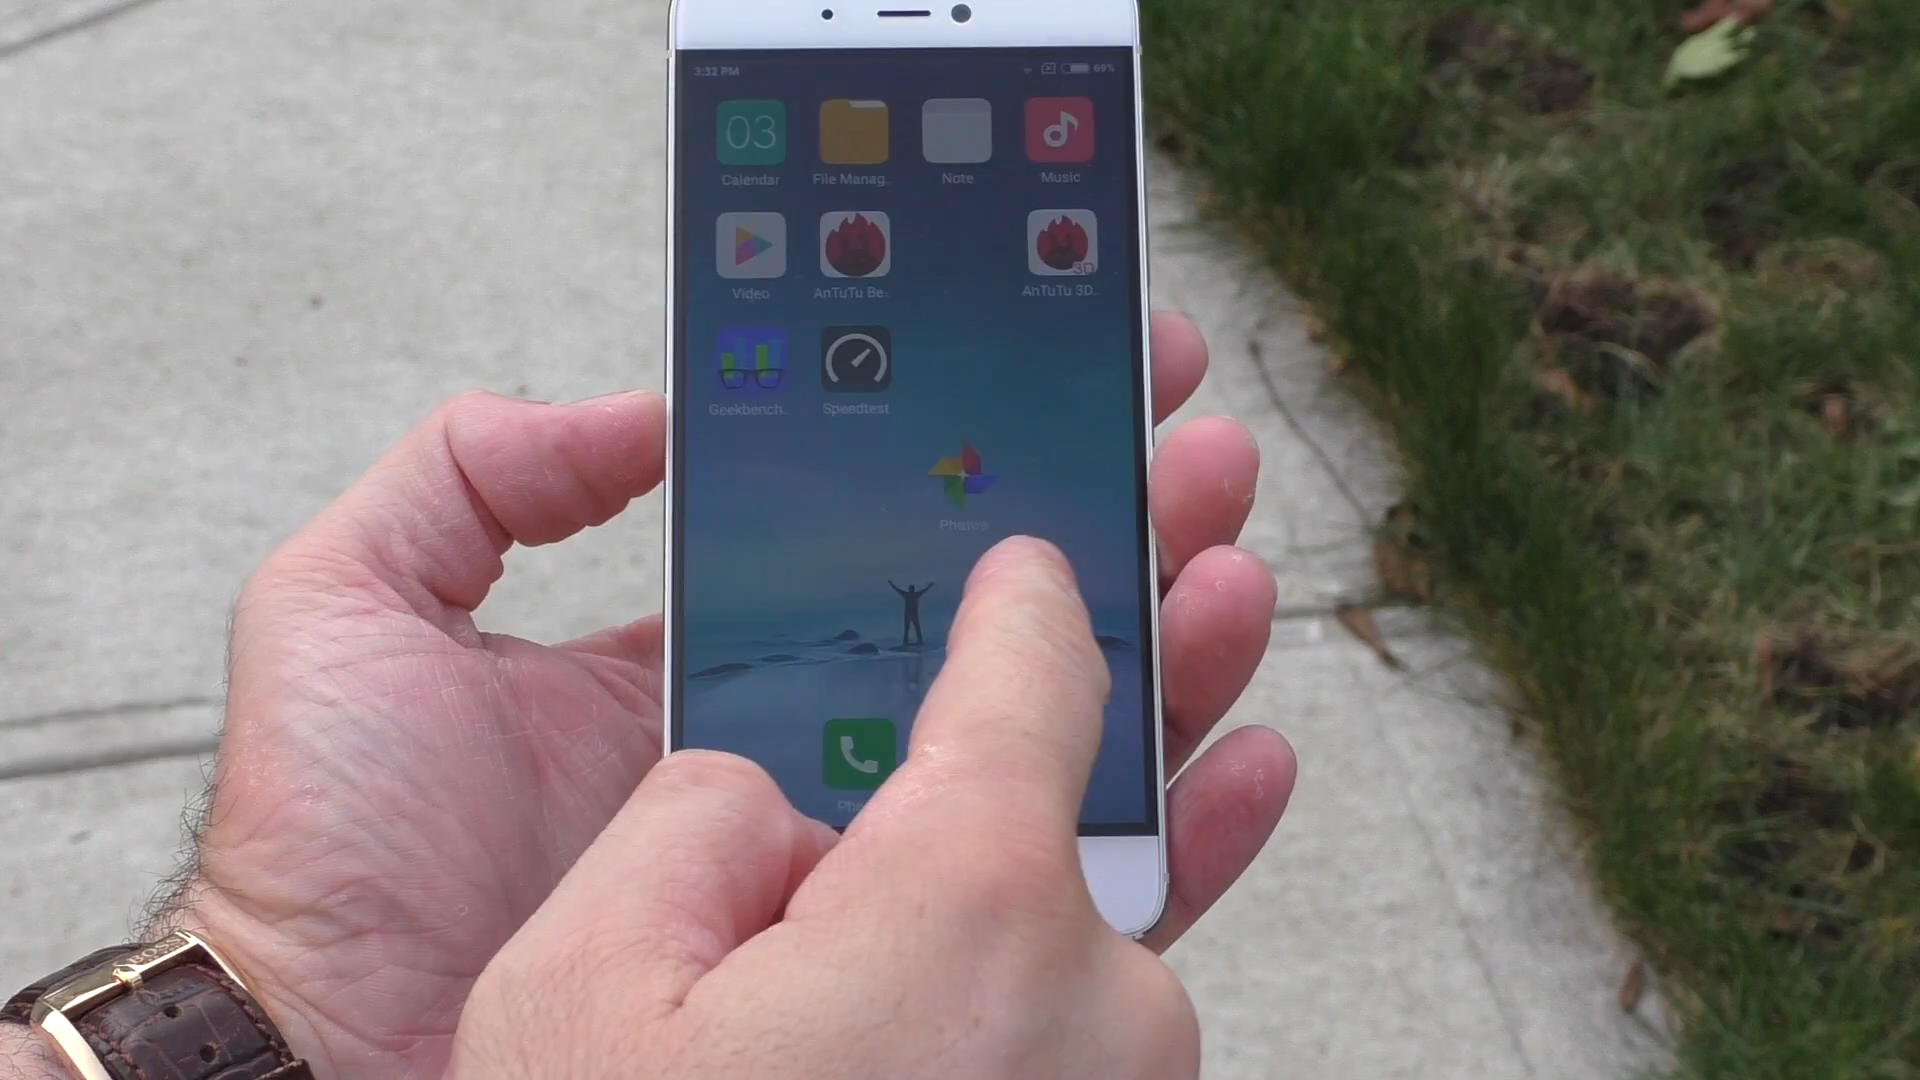 3:32 PM 69%
03
Calendar File Manag.. Note Music
3D
Video AnTuTu Be.. AnTuTu 3D..
Geekbench.. Speedtest
Photos
BOSS